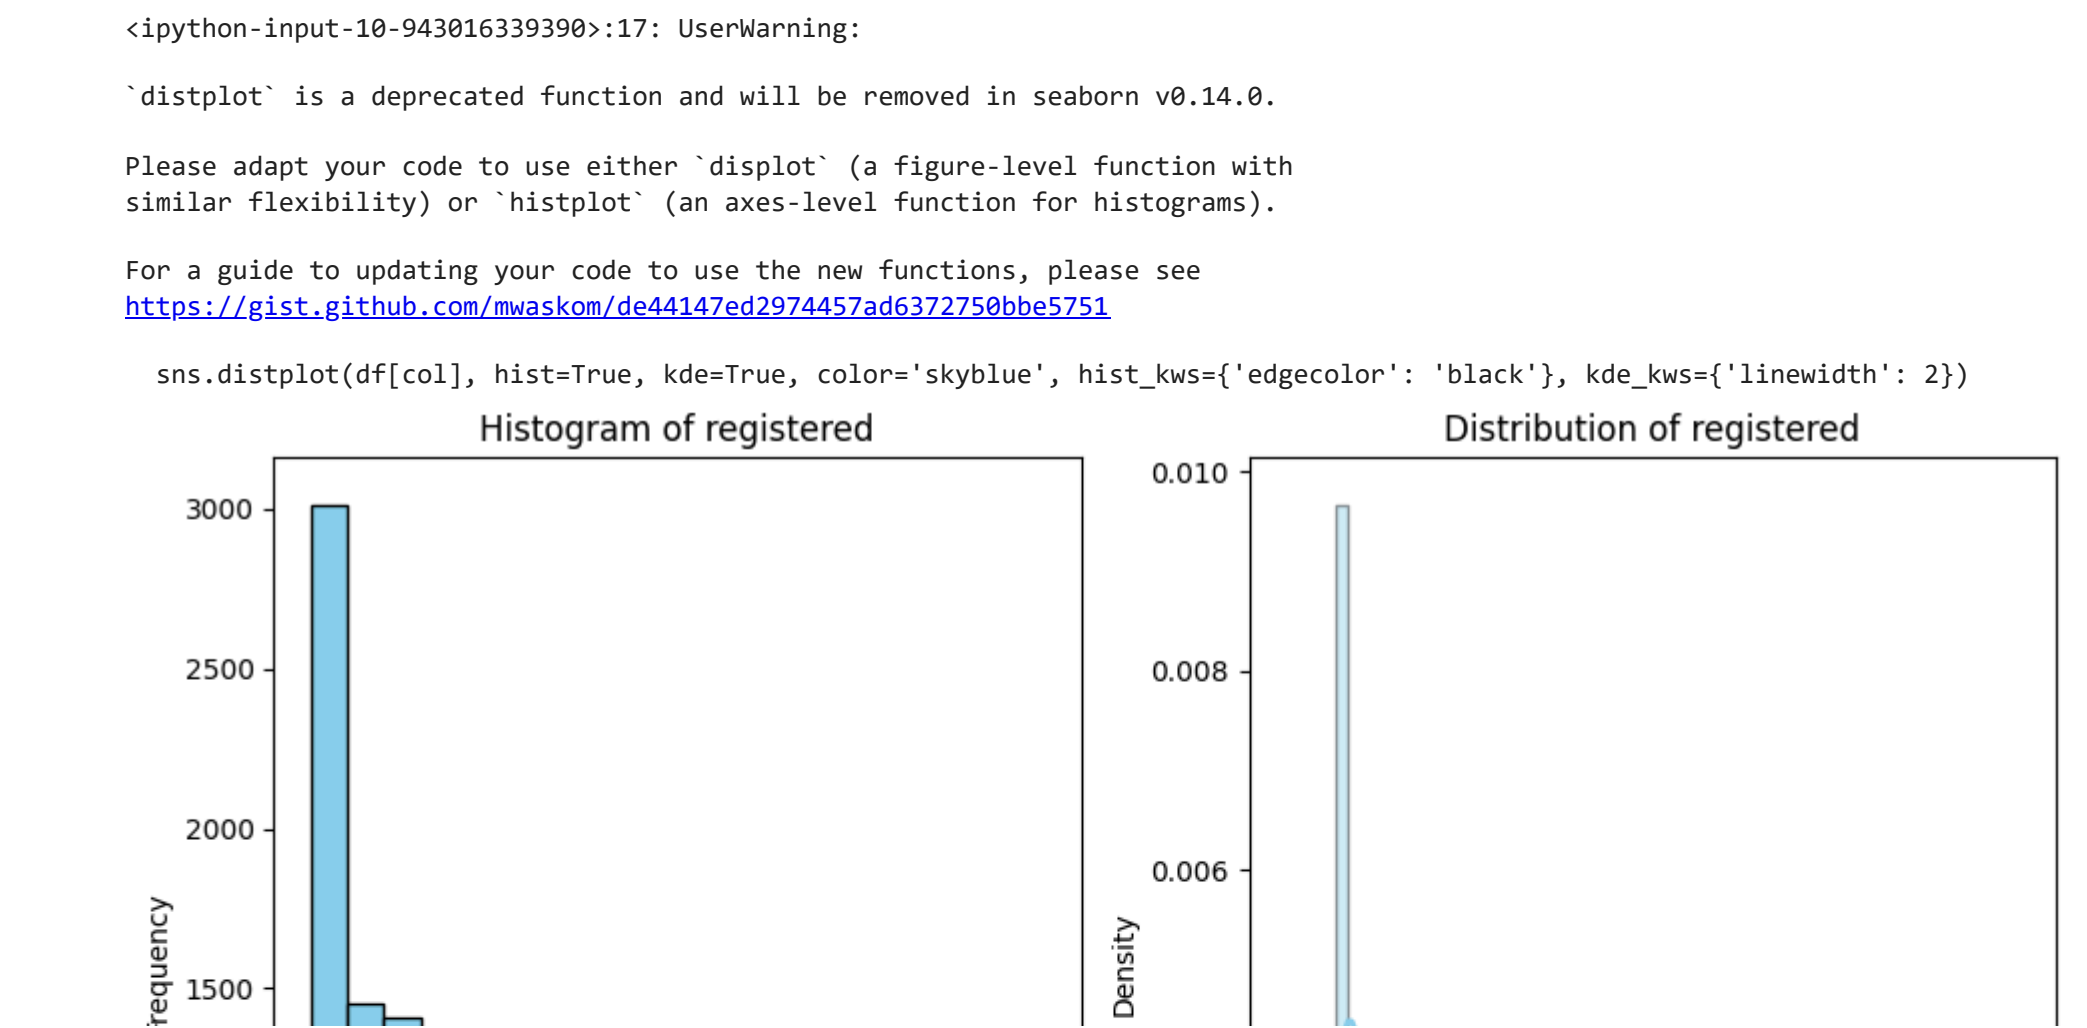 <ipython-input-10-943016339390>:17: UserWarning:
`distplot` is a deprecated function and will be removed in seaborn v0.14.0.
Please adapt your code to use either `displot` (a figure-level function with
similar flexibility) or `histplot` (an axes-level function for histograms).
For a guide to updating your code to use the new functions, please see
https://gist.github.com/mwaskom/de44147ed2974457ad6372750bbe5751
sns.distplot(df[col], hist=True, kde=True, color='skyblue', hist_kws={'edgecolor': 'black'}, kde_kws={'linewidth': 2})
Histogram of registered
3000
2500
2000
1500
requency
Distribution of registered
0.010
0.008
0.006
Density